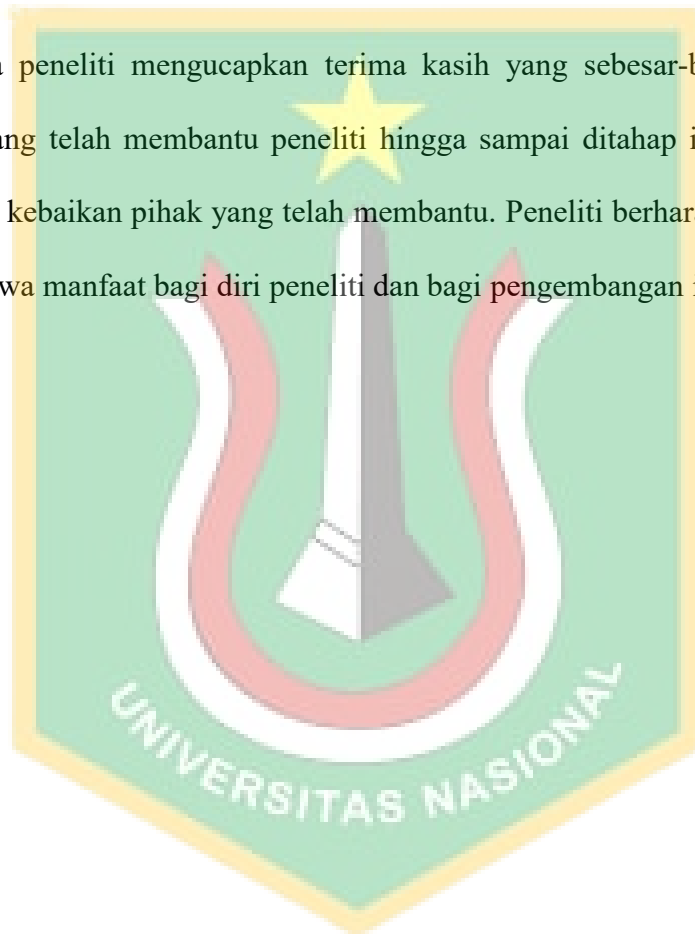 peneliti mengucapkan terima kasih yang sebesar-b
ang telah membantu peneliti hingga sampai ditahap i
kebaikan pihak yang telah membantu. Peneliti berhar
wa manfaat bagi diri peneliti dan bagi pengembangan
UNIVERSITAS NASIONAL